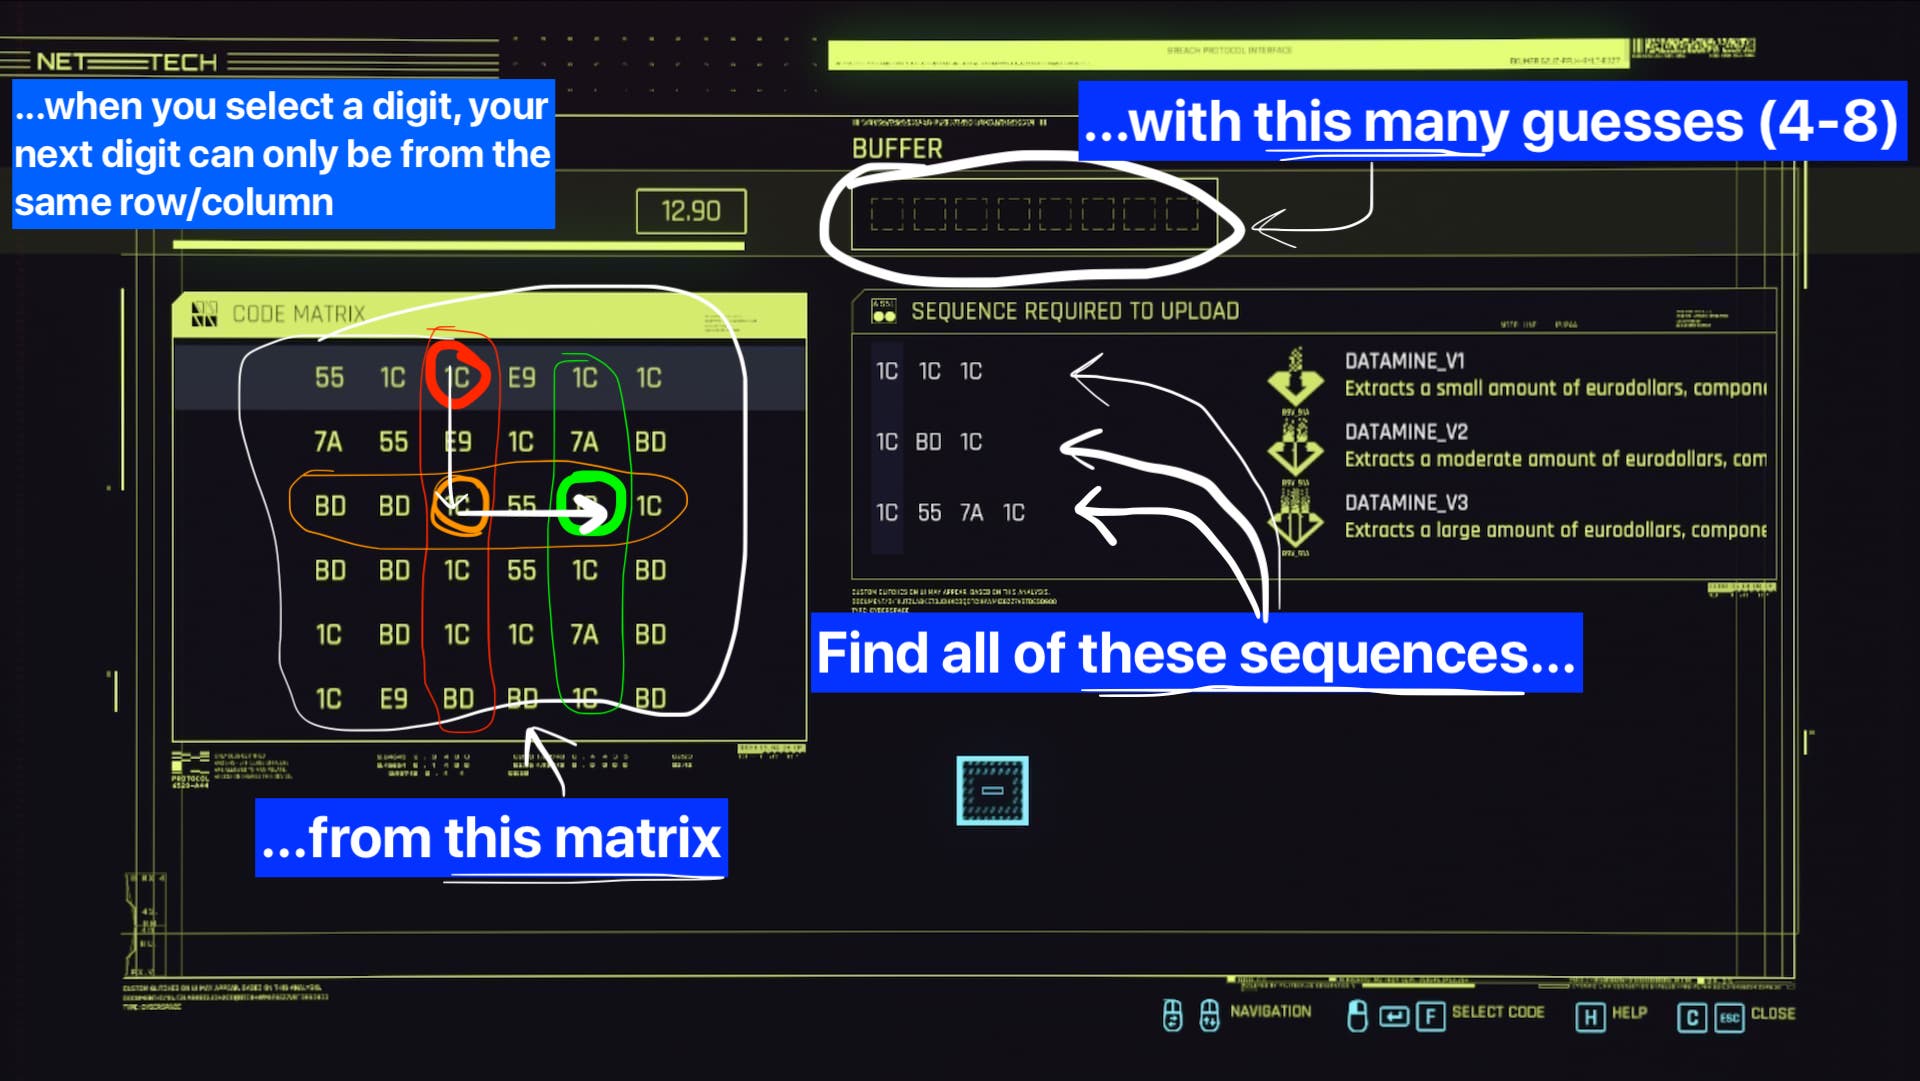 NET TECH
BREACH PROTOCOL INTERFACE
...when you select a digit, your
next digit can only be from the
same row/column
...with this many guesses (4-8)
BUFFER
12.90
CODE MATRIX
55 1C 1C E9 1C 1C
7A 55 E9 1C 7A BD
BD BD 1C 55 1C
BD BD 1C 55 1C BD
1C BD 1C 1C 7A BD
1C E9 BD BD 1C BD
SEQUENCE REQUIRED TO UPLOAD
1C 1C 1C
DATAMINE_V1
Extracts a small amount of eurodollars, compone
1C BD 1C
DATAMINE_V2
Extracts a moderate amount of eurodollars, com
1C 55 7A 1C
DATAMINE_V3
Extracts a large amount of eurodollars, compone
Find all of these sequences...
...from this matrix
PROTOCOL
6520-A44
NAVIGATION
F SELECT CODE
H HELP
C ESC CLOSE